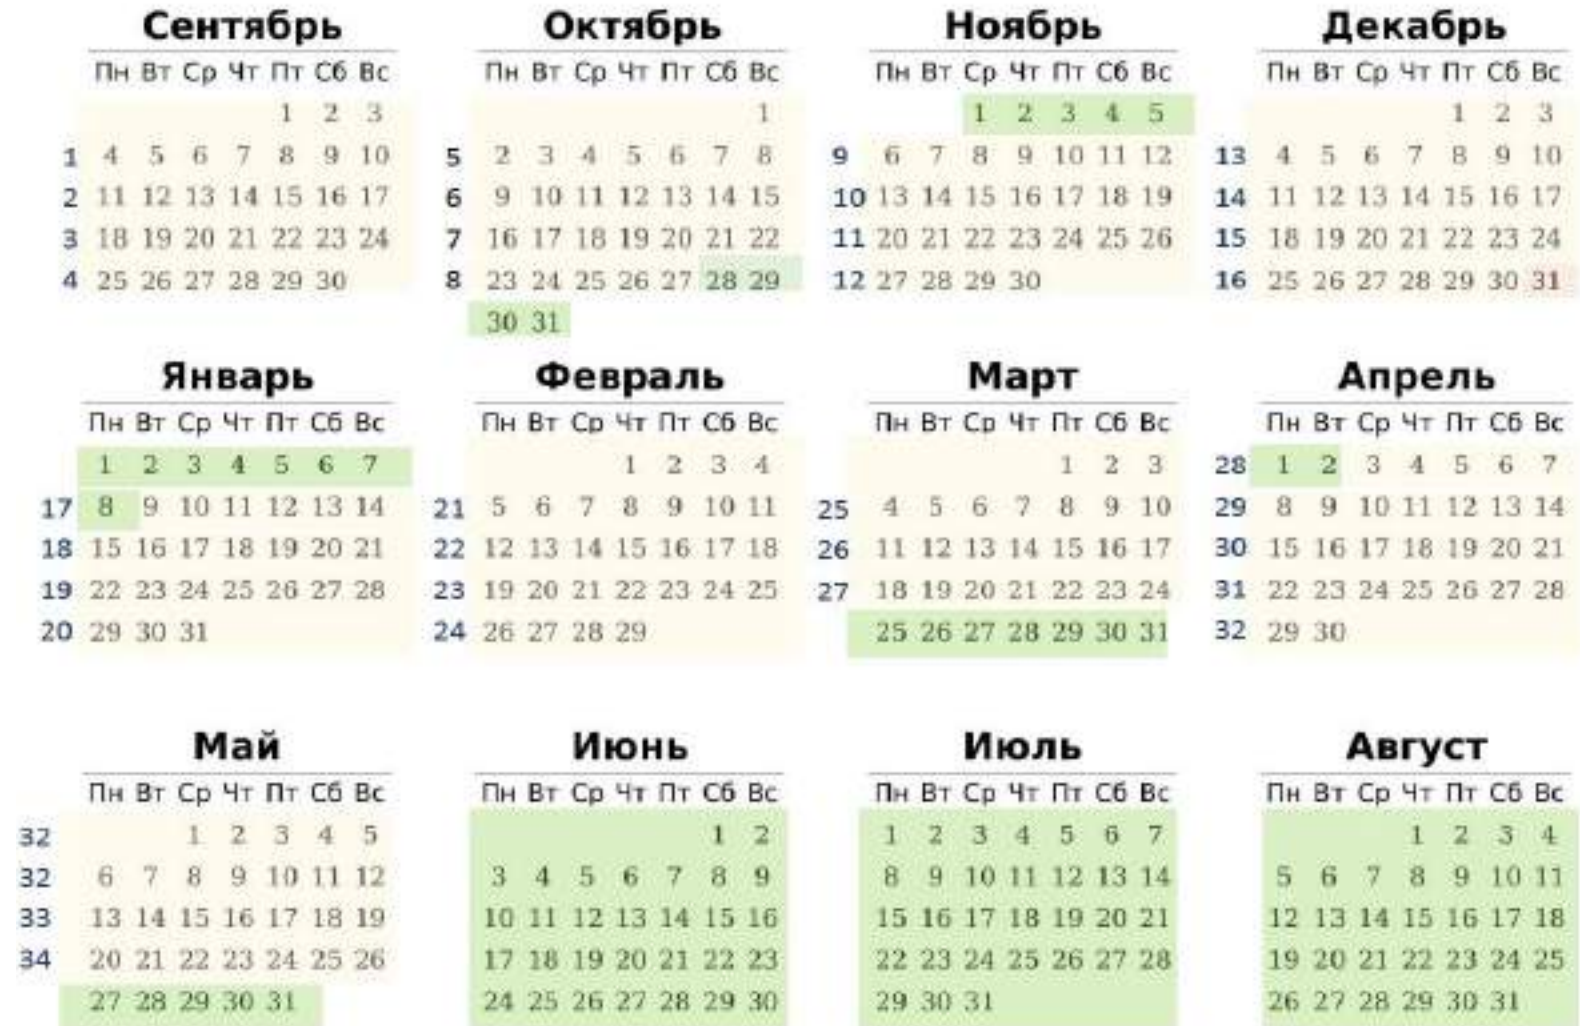 Сентябрь Октябрь Ноябрь Декабрь
Пн Вт Ср Чт Пт Сб Вс Пн Вт Ср Чт Пт Сб Вс Пн Вт Ср Чт Пт Сб Вс Пн Вт Ср Чт Пт Сб Вс
1 2 3 1 1 2 3 4 5 1 2 3
1 4 5 6 7 8 9 10 5 2 3 4 5 6 7 8 9 6 7 8 9 10 11 12 13 4 5 6 7 8 9 10
2 11 12 13 14 15 16 17 6 9 10 11 12 13 14 15 10 13 14 15 16 17 18 19 14 11 12 13 14 15 16 17
3 18 19 20 21 22 23 24 7 16 17 18 19 20 21 22 11 20 21 22 23 24 25 26 15 18 19 20 21 22 23 24
4 25 26 27 28 29 30 8 23 24 25 26 27 28 29 12 27 28 29 30 16 25 26 27 28 29 30 31
30 31
Январь Февраль Март Апрель
Пн Вт Ср Чт Пт Сб Вс Пн Вт Ср Чт Пт Сб Вс Пн Вт Ср Чт Пт Сб Вс Пн Вт Ср Чт Пт Сб Вс
1 2 3 4 5 6 7 1 2 3 4 1 2 3 28 1 2 3 4 5 6 7
17 8 9 10 11 12 13 14 21 5 6 7 8 9 10 11 25 4 5 6 7 8 9 10 29 8 9 10 11 12 13 14
18 15 16 17 18 19 20 21 22 12 13 14 15 16 17 18 26 11 12 13 14 15 16 17 30 15 16 17 18 19 20 21
19 22 23 24 25 26 27 28 23 19 20 21 22 23 24 25 27 18 19 20 21 22 23 24 31 22 23 24 25 26 27 28
20 29 30 31 24 26 27 28 29 25 26 27 28 29 30 31 32 29 30
Май Июнь Июль Август
Пн Вт Ср Чт Пт Сб Вс Пн Вт Ср Чт Пт Сб Вс Пн Вт Ср Чт Пт Сб Вс Пн Вт Ср Чт Пт Сб Вс
32 1 2 3 4 5 1 2 1 2 3 4 5 6 7 1 2 3 4
32 6 7 8 9 10 11 12 3 4 5 6 7 8 9 8 9 10 11 12 13 14 5 6 7 8 9 10 11
33 13 14 15 16 17 18 19 10 11 12 13 14 15 16 15 16 17 18 19 20 21 12 13 14 15 16 17 18
34 20 21 22 23 24 25 26 17 18 19 20 21 22 23 22 23 24 25 26 27 28 19 20 21 22 23 24 25
27 28 29 30 31 24 25 26 27 28 29 30 29 30 31 26 27 28 29 30 31